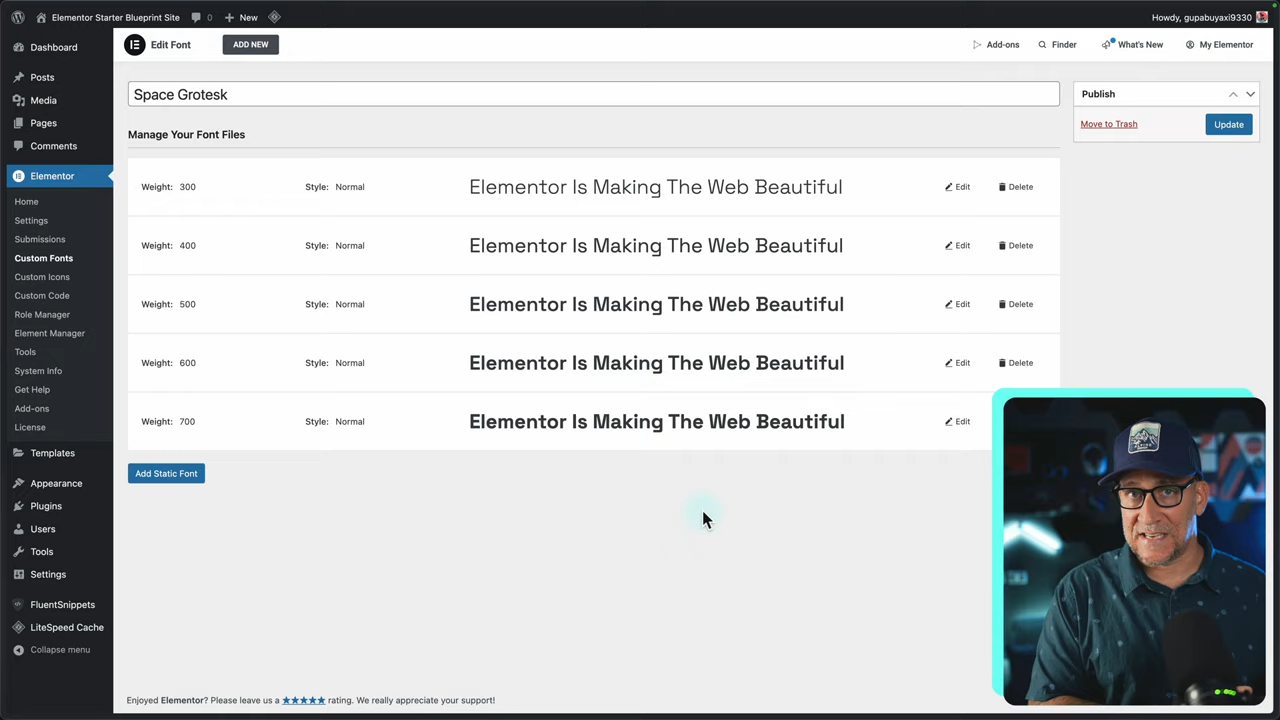 Elementor Starter Blueprint Site 0 New Howdy, gupabuyaxi9330
Edit Font ADD NEW Add-ons Finder What's New My Elementor
Dashboard
Posts
Media
Pages
Comments
Elementor
Home
Settings
Submissions
Custom Fonts
Custom Icons
Custom Code
Role Manager
Element Manager
Tools
System Info
Get Help
Add-ons
License
Templates
Appearance
Plugins
Users
Tools
Settings
FluentSnippets
LiteSpeed Cache
Collapse menu
Space Grotesk
Manage Your Font Files
Weight: 300 Style: Normal Elementor Is Making The Web Beautiful Edit Delete
Weight: 400 Style: Normal Elementor Is Making The Web Beautiful Edit Delete
Weight: 500 Style: Normal Elementor Is Making The Web Beautiful Edit Delete
Weight: 600 Style: Normal Elementor Is Making The Web Beautiful Edit Delete
Weight: 700 Style: Normal Elementor Is Making The Web Beautiful Edit
Add Static Font
Publish
Move to Trash Update
Enjoyed Elementor? Please leave us a ★★★★★ rating. We really appreciate your support!